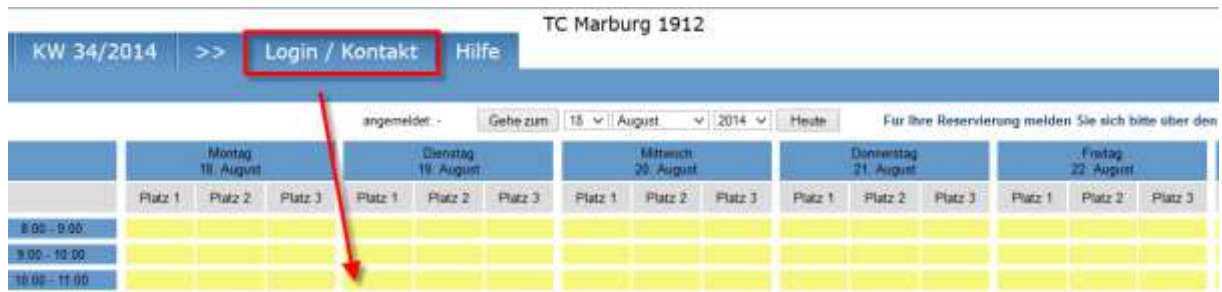 TC Marburg 1912
KW 34/2014 >> Login / Kontakt Hilfe
angemeldet: - Gehe zum 18 August 2014 Heute Für Ihre Reservierung melden Sie sich bitte über den
Montag Dienstag Mittwoch Donnerstag Freitag
18. August 19. August 20. August 21. August 22. August
Platz 1 Platz 2 Platz 3 Platz 1 Platz 2 Platz 3 Platz 1 Platz 2 Platz 3 Platz 1 Platz 2 Platz 3 Platz 1 Platz 2 Platz 3
8:00 - 9:00
9:00 - 10:00
10:00 - 11:00